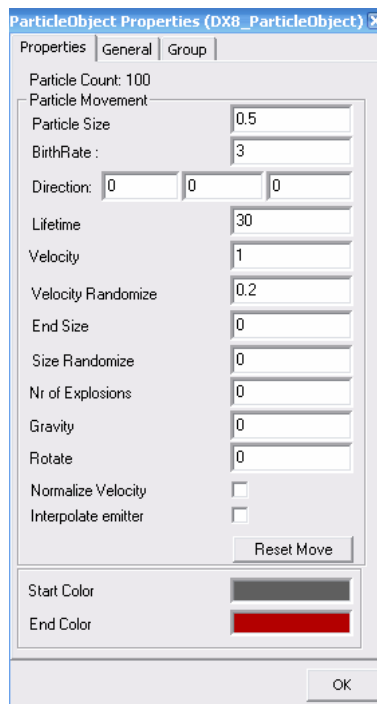 ParticleObject Properties (DX8_ParticleObject)
Properties General Group
Particle Count: 100
Particle Movement
Particle Size 0.5
BirthRate : 3
Direction: 0 0 0
Lifetime 30
Velocity 1
Velocity Randomize 0.2
End Size 0
Size Randomize 0
Nr of Explosions 0
Gravity 0
Rotate 0
Normalize Velocity
Interpolate emitter
Reset Move
Start Color
End Color
OK